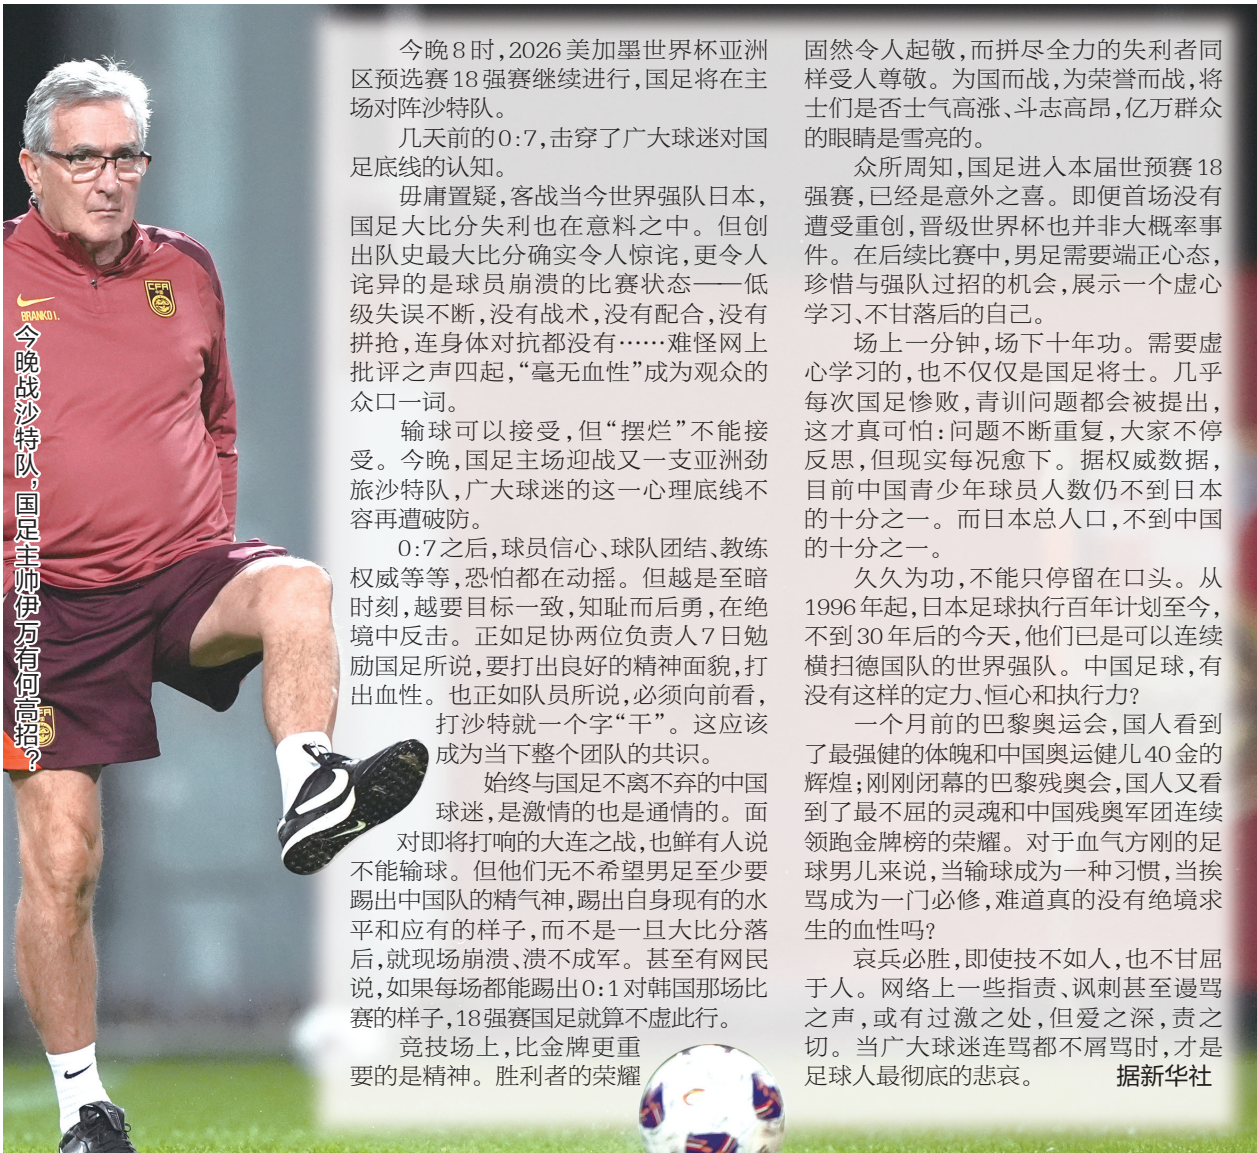 今晚8时,2026美加墨世界杯亚洲
区预选赛18强赛继续进行,国足将在主
场对阵沙特队。
几天前的0:7,击穿了广大球迷对国
足底线的认知。
毋庸置疑,客战当今世界强队日本,
国足大比分失利也在意料之中。但创
出队史最大比分确实令人惊诧,更令人
诧异的是球员崩溃的比赛状态——低
级失误不断,没有战术,没有配合,没有
拼抢,连身体对抗都没有……难怪网上
批评之声四起,“毫无血性”成为观众的
众口一词。
输球可以接受,但“摆烂”不能接
受。今晚,国足主场迎战又一支亚洲劲
旅沙特队,广大球迷的这一心理底线不
容再遭破防。
0:7之后,球员信心、球队团结、教练
权威等等,恐怕都在动摇。但越是至暗
时刻,越要目标一致,知耻而后勇,在绝
境中反击。正如足协两位负责人7日勉
励国足所说,要打出良好的精神面貌,打
出血性。也正如队员所说,必须向前看,
打沙特就一个字“干”。这应该
成为当下整个团队的共识。
始终与国足不离不弃的中国
球迷,是激情的也是通情的。面
对即将打响的大连之战,也鲜有人说
不能输球。但他们无不希望男足至少要
踢出中国队的精气神,踢出自身现有的水
平和应有的样子,而不是一旦大比分落
后,就现场崩溃、溃不成军。甚至有网民
说,如果每场都能踢出0:1对韩国那场比
赛的样子,18强赛国足就算不虚此行。
竞技场上,比金牌更重
要的是精神。胜利者的荣耀
固然令人起敬,而拼尽全力的失利者同
样受人尊敬。为国而战,为荣誉而战,将
士们是否士气高涨、斗志高昂,亿万群众
的眼睛是雪亮的。
众所周知,国足进入本届世预赛18
强赛,已经是意外之喜。即便首场没有
遭受重创,晋级世界杯也并非大概率事
件。在后续比赛中,男足需要端正心态,
珍惜与强队过招的机会,展示一个虚心
学习、不甘落后的自己。
场上一分钟,场下十年功。需要虚
心学习的,也不仅仅是国足将士。几乎
每次国足惨败,青训问题都会被提出,
这才真可怕:问题不断重复,大家不停
反思,但现实每况愈下。据权威数据,
目前中国青少年球员人数仍不到日本
的十分之一。而日本总人口,不到中国
的十分之一。
久久为功,不能只停留在口头。从
1996年起,日本足球执行百年计划至今,
不到30年后的今天,他们已是可以连续
横扫德国队的世界强队。中国足球,有
没有这样的定力、恒心和执行力?
一个月前的巴黎奥运会,国人看到
了最强健的体魄和中国奥运健儿40金的
辉煌;刚刚闭幕的巴黎残奥会,国人又看
到了最不屈的灵魂和中国残奥军团连续
领跑金牌榜的荣耀。对于血气方刚的足
球男儿来说,当输球成为一种习惯,当挨
骂成为一门必修,难道真的没有绝境求
生的血性吗?
哀兵必胜,即使技不如人,也不甘屈
于人。网络上一些指责、讽刺甚至谩骂
之声,或有过激之处,但爱之深,责之
切。当广大球迷连骂都不屑骂时,才是
足球人最彻底的悲哀。 据新华社
CFA
BRANKO I.
今晚战沙特队,国足主帅伊万有何高招?